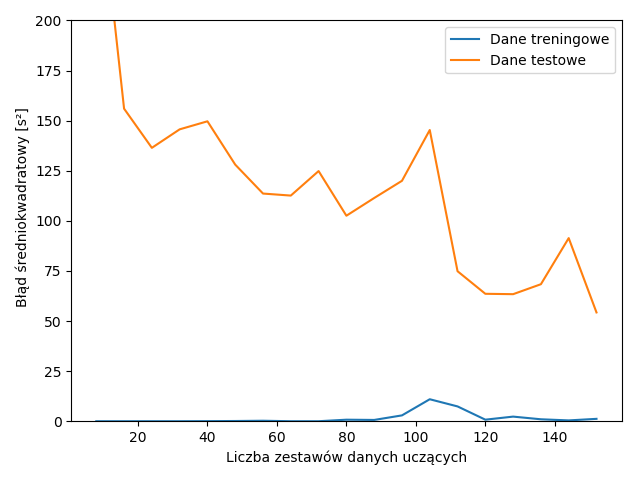 Dane treningowe
Dane testowe
Błąd średniokwadratowy [s²]
200
175
150
125
100
75
50
25
0
20 40 60 80 100 120 140
Liczba zestawów danych uczących